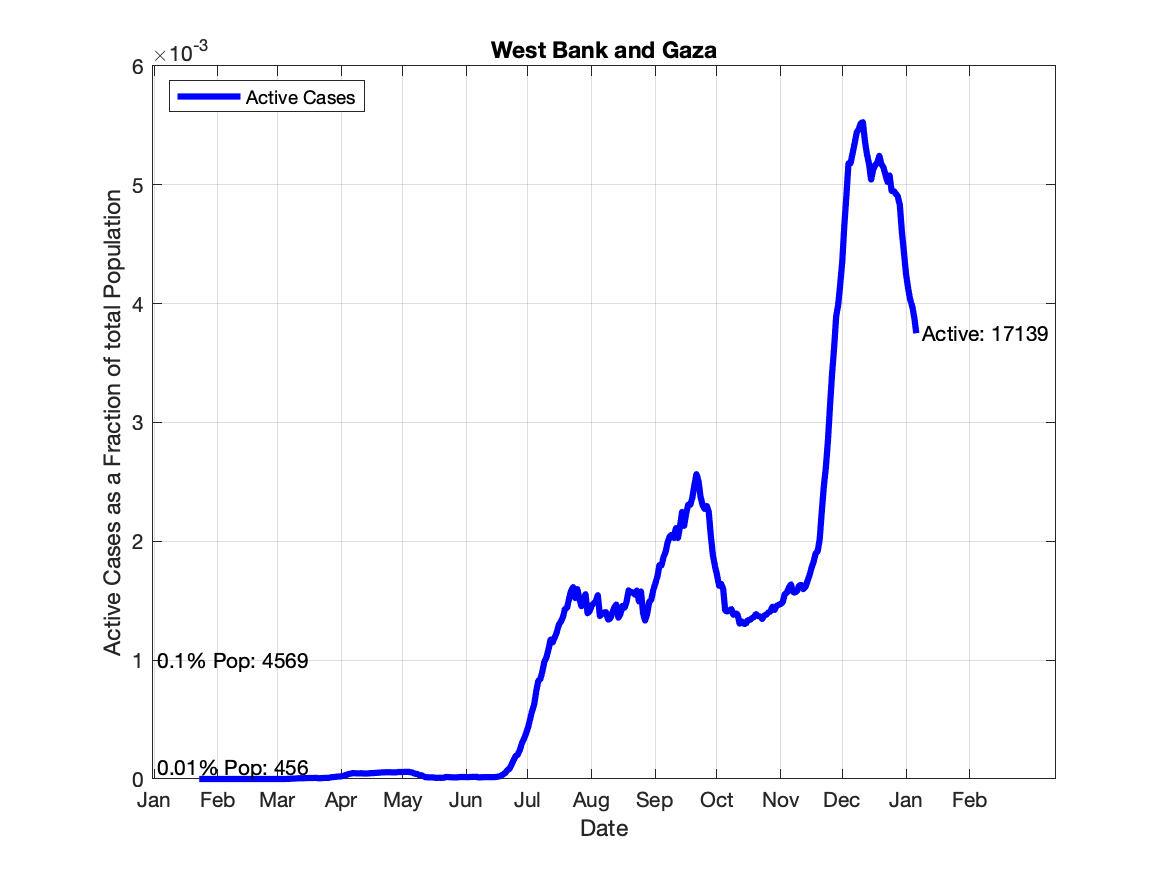 West Bank and Gaza
×10-3
Active Cases
6
5
4
3
2
1
0
Active Cases as a Fraction of total Population
Active: 17139
0.1% Pop: 4569
0.01% Pop: 456
Jan Feb Mar Apr May Jun Jul Aug Sep Oct Nov Dec Jan Feb
Date